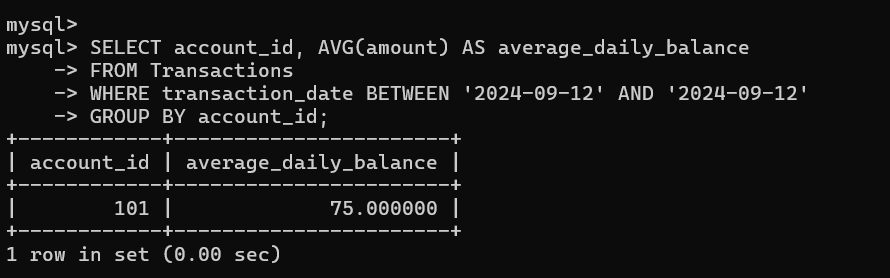 mysql>
mysql> SELECT account_id, AVG(amount) AS average_daily_balance
    -> FROM Transactions
    -> WHERE transaction_date BETWEEN '2024-09-12' AND '2024-09-12'
    -> GROUP BY account_id;
+------------+-----------------------+
| account_id | average_daily_balance |
+------------+-----------------------+
|        101 |             75.000000 |
+------------+-----------------------+
1 row in set (0.00 sec)